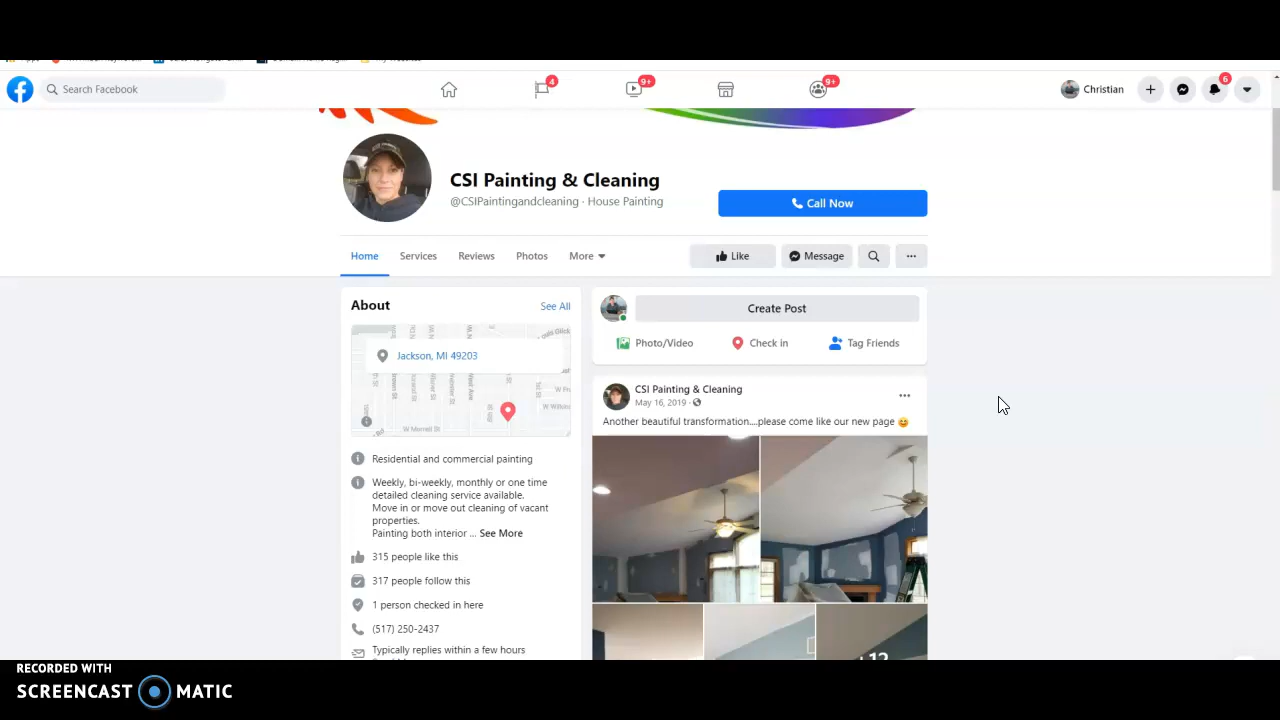 Search Facebook
4
9+
9+
Christian
6
CSI Painting & Cleaning
@CSIPaintingandcleaning · House Painting
Call Now
Home
Services
Reviews
Photos
More
Like
Message
About
See All
Jackson, MI 49203
W Morrell St
Residential and commercial painting
Weekly, bi-weekly, monthly or one time
detailed cleaning service available.
Move in or move out cleaning of vacant
properties.
Painting both interior ... See More
315 people like this
317 people follow this
1 person checked in here
(517) 250-2437
Typically replies within a few hours
Create Post
Photo/Video
Check in
Tag Friends
CSI Painting & Cleaning
May 16, 2019 ·
Another beautiful transformation....please come like our new page
+12
RECORDED WITH
SCREENCAST MATIC